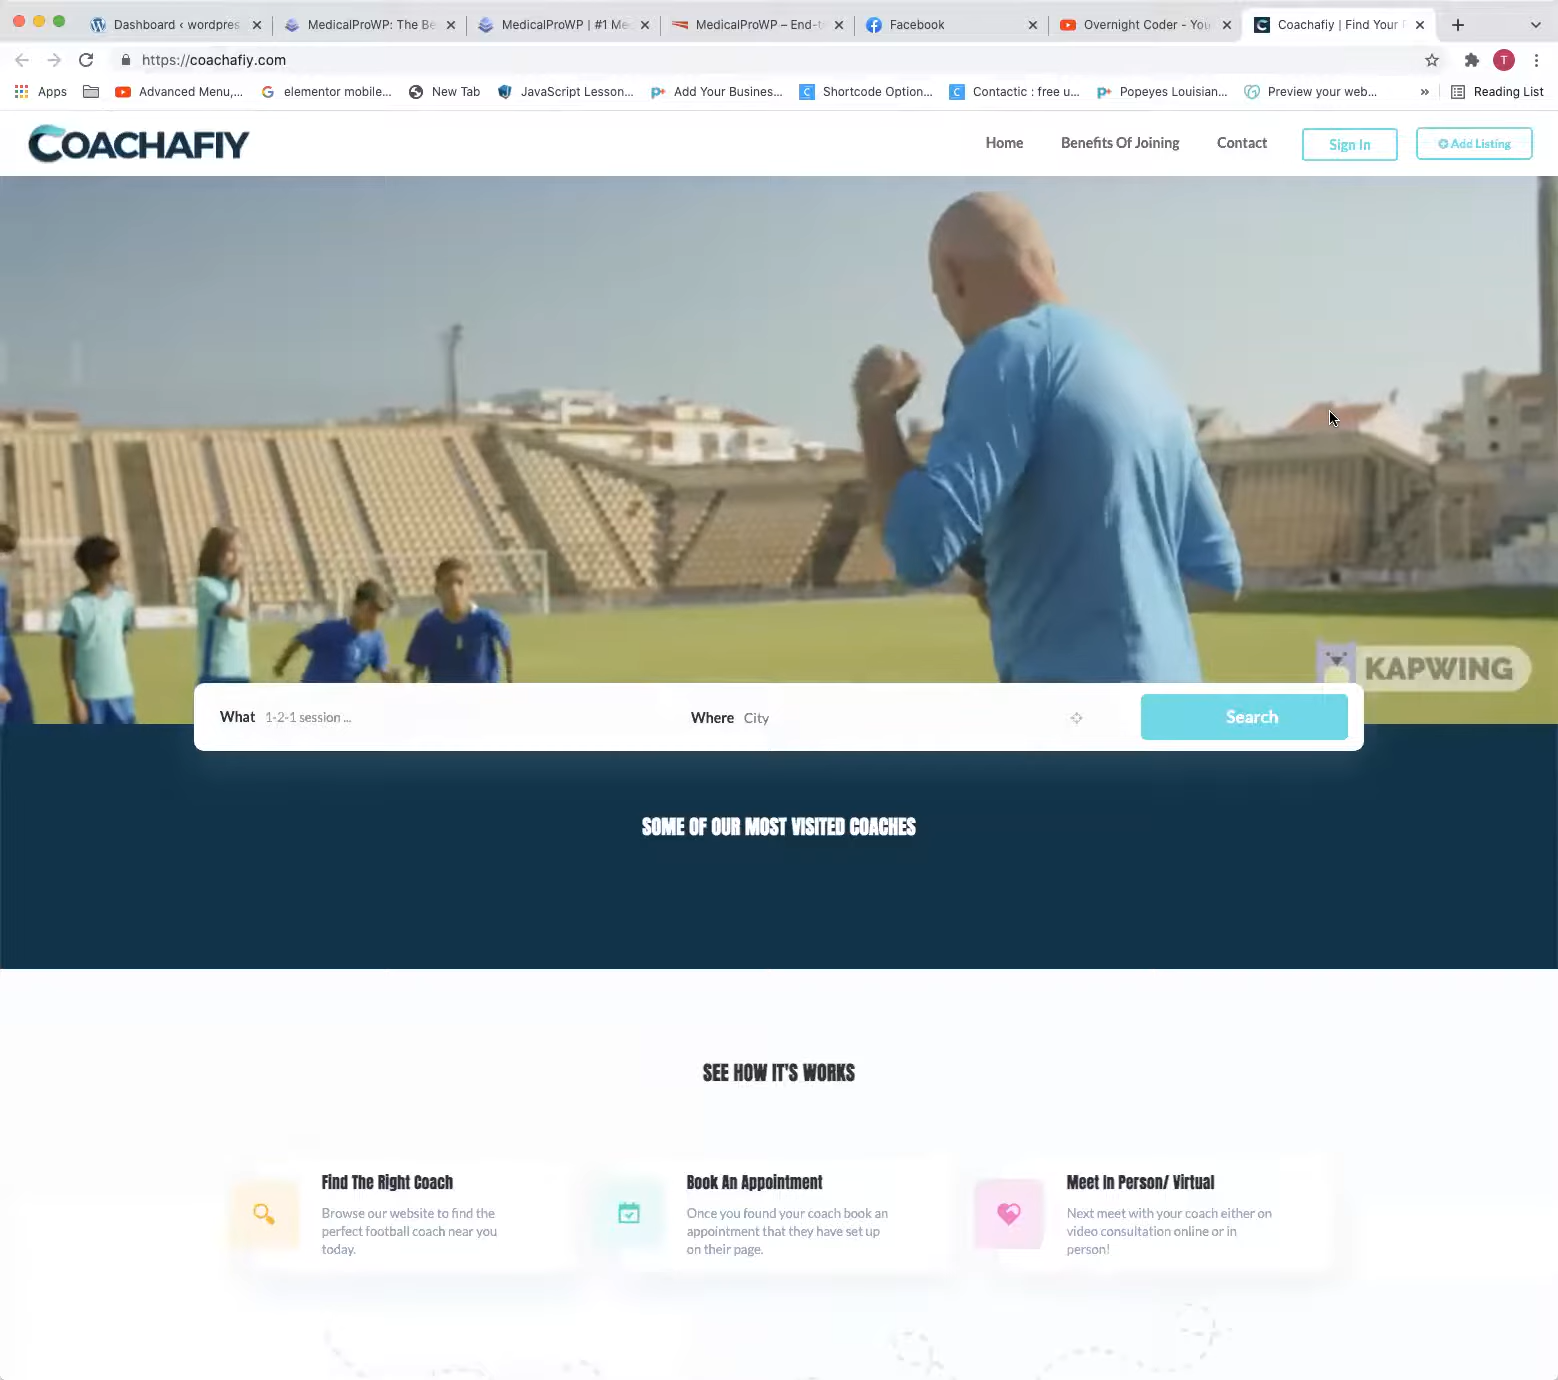 Dashboard ‹ wordpres
MedicalProWP: The Be
MedicalProWP | #1 Me
MedicalProWP – End-t
Facebook
Overnight Coder - You
Coachafiy | Find Your
https://coachafiy.com
T
Apps
Advanced Menu,...
elementor mobile...
New Tab
JavaScript Lesson...
Add Your Busines...
Shortcode Option...
Contactic : free u...
Popeyes Louisian...
Preview your web...
»
Reading List
COACHAFIY
Home
Benefits Of Joining
Contact
Sign In
Add Listing
KAPWING
What 1-2-1 session ...
Where City
Search
SOME OF OUR MOST VISITED COACHES
SEE HOW IT'S WORKS
Find The Right Coach
Browse our website to find the
perfect football coach near you
today.
Book An Appointment
Once you found your coach book an
appointment that they have set up
on their page.
Meet In Person/ Virtual
Next meet with your coach either on
video consultation online or in
person!